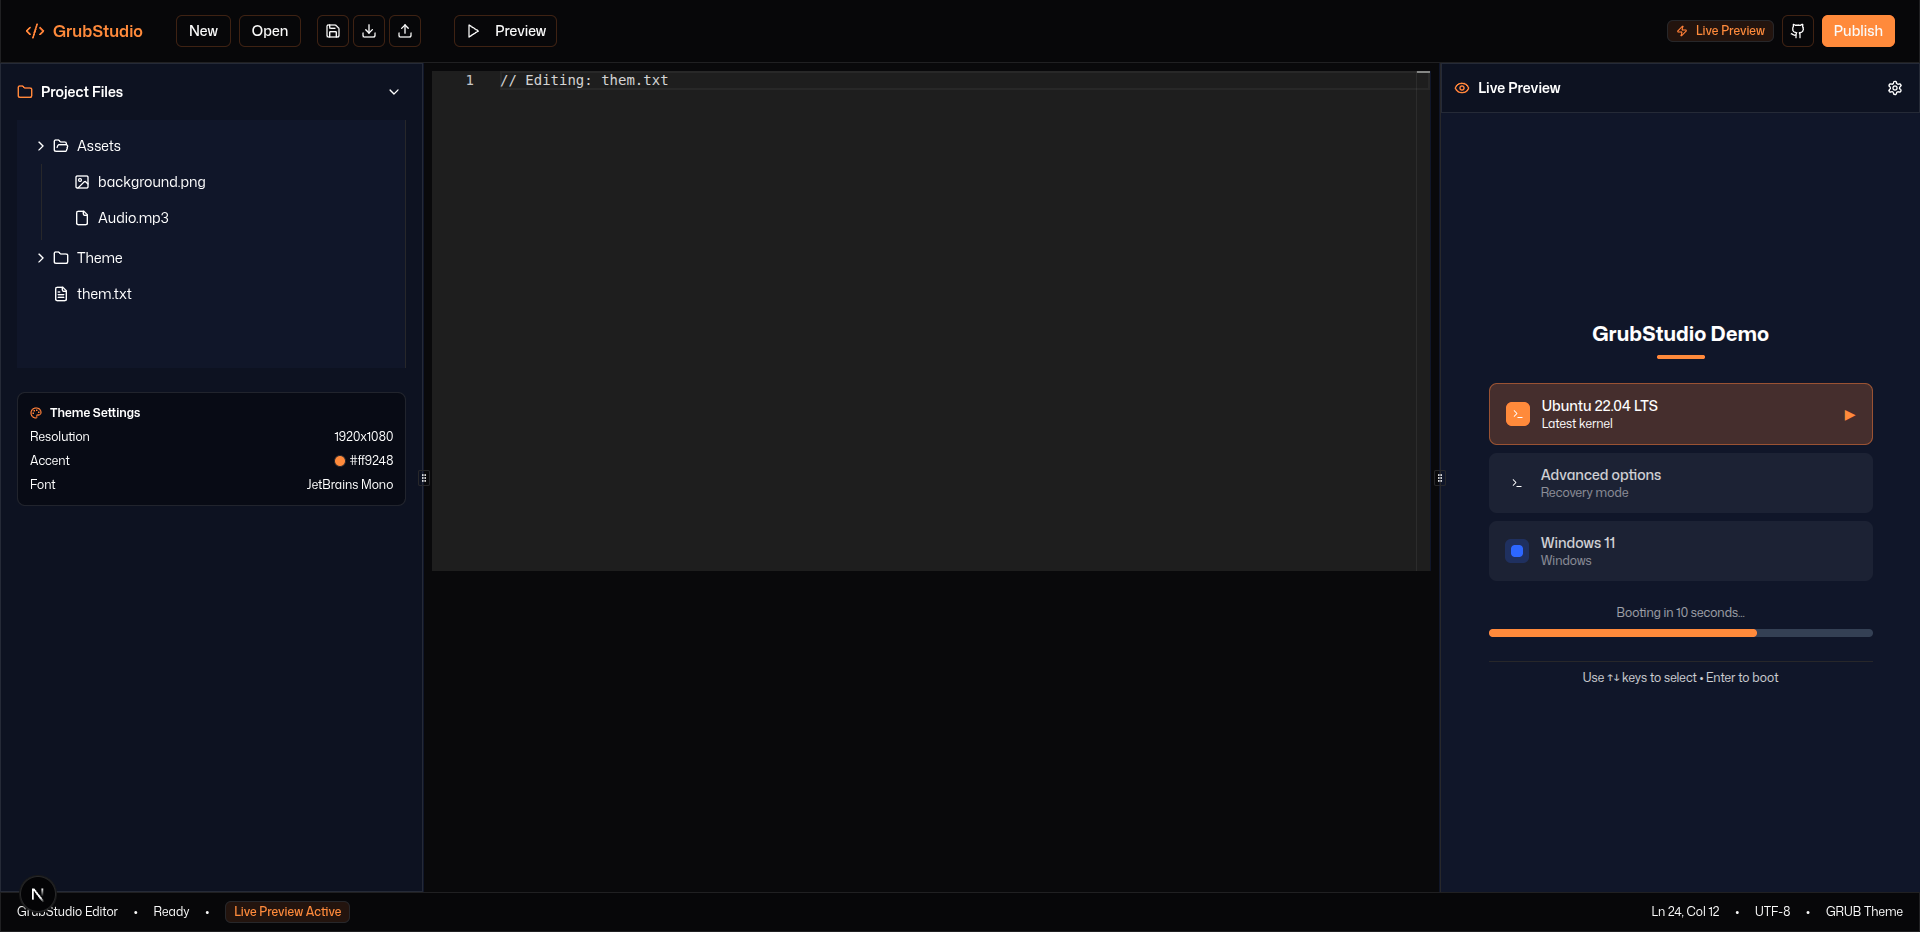 GrubStudio
New
Open
Preview
Live Preview
Publish
Project Files
Assets
background.png
Audio.mp3
Theme
them.txt
Theme Settings
Resolution 1920x1080
Accent #ff9248
Font JetBrains Mono
1 // Editing: them.txt
Live Preview
GrubStudio Demo
Ubuntu 22.04 LTS
Latest kernel
Advanced options
Recovery mode
Windows 11
Windows
Booting in 10 seconds...
Use ↑↓ keys to select • Enter to boot
N
GrubStudio Editor • Ready • Live Preview Active
Ln 24, Col 12 • UTF-8 • GRUB Theme